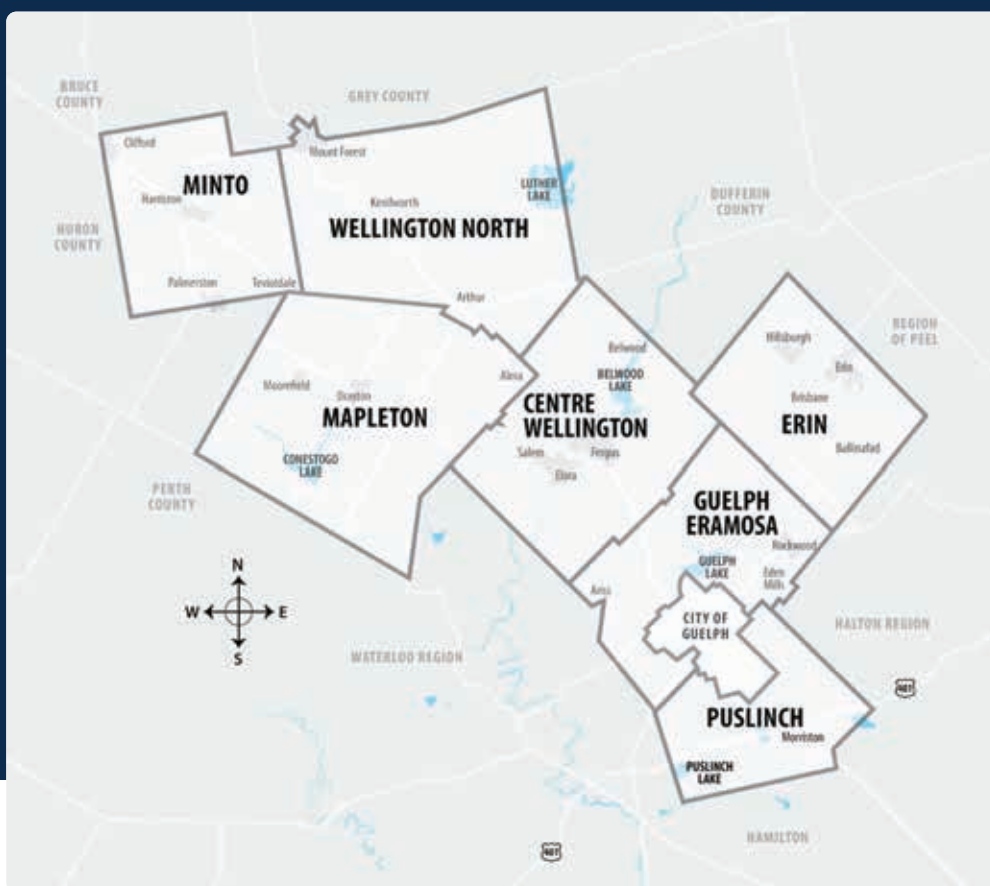 BRUCE
COUNTY
GREY COUNTY
Clifford
Mount Forest
MINTO
LUTHER
LAKE
DUFFERIN
COUNTY
Harriston
Kenilworth
WELLINGTON NORTH
HURON
COUNTY
Palmerston
Teviotdale
Arthur
REGION
OF PEEL
Hillsburgh
Belwood
Erin
Alma
BELWOOD
LAKE
Moorefield
Drayton
Brisbane
MAPLETON
CENTRE
WELLINGTON
ERIN
Ballinafad
Salem
Fergus
CONESTOGO
LAKE
Elora
PERTH
COUNTY
GUELPH
ERAMOSA
Rockwood
GUELPH
LAKE
Eden
Mills
N
W
E
S
Ariss
CITY OF
GUELPH
HALTON REGION
WATERLOO REGION
401
PUSLINCH
Morriston
PUSLINCH
LAKE
HAMILTON
401